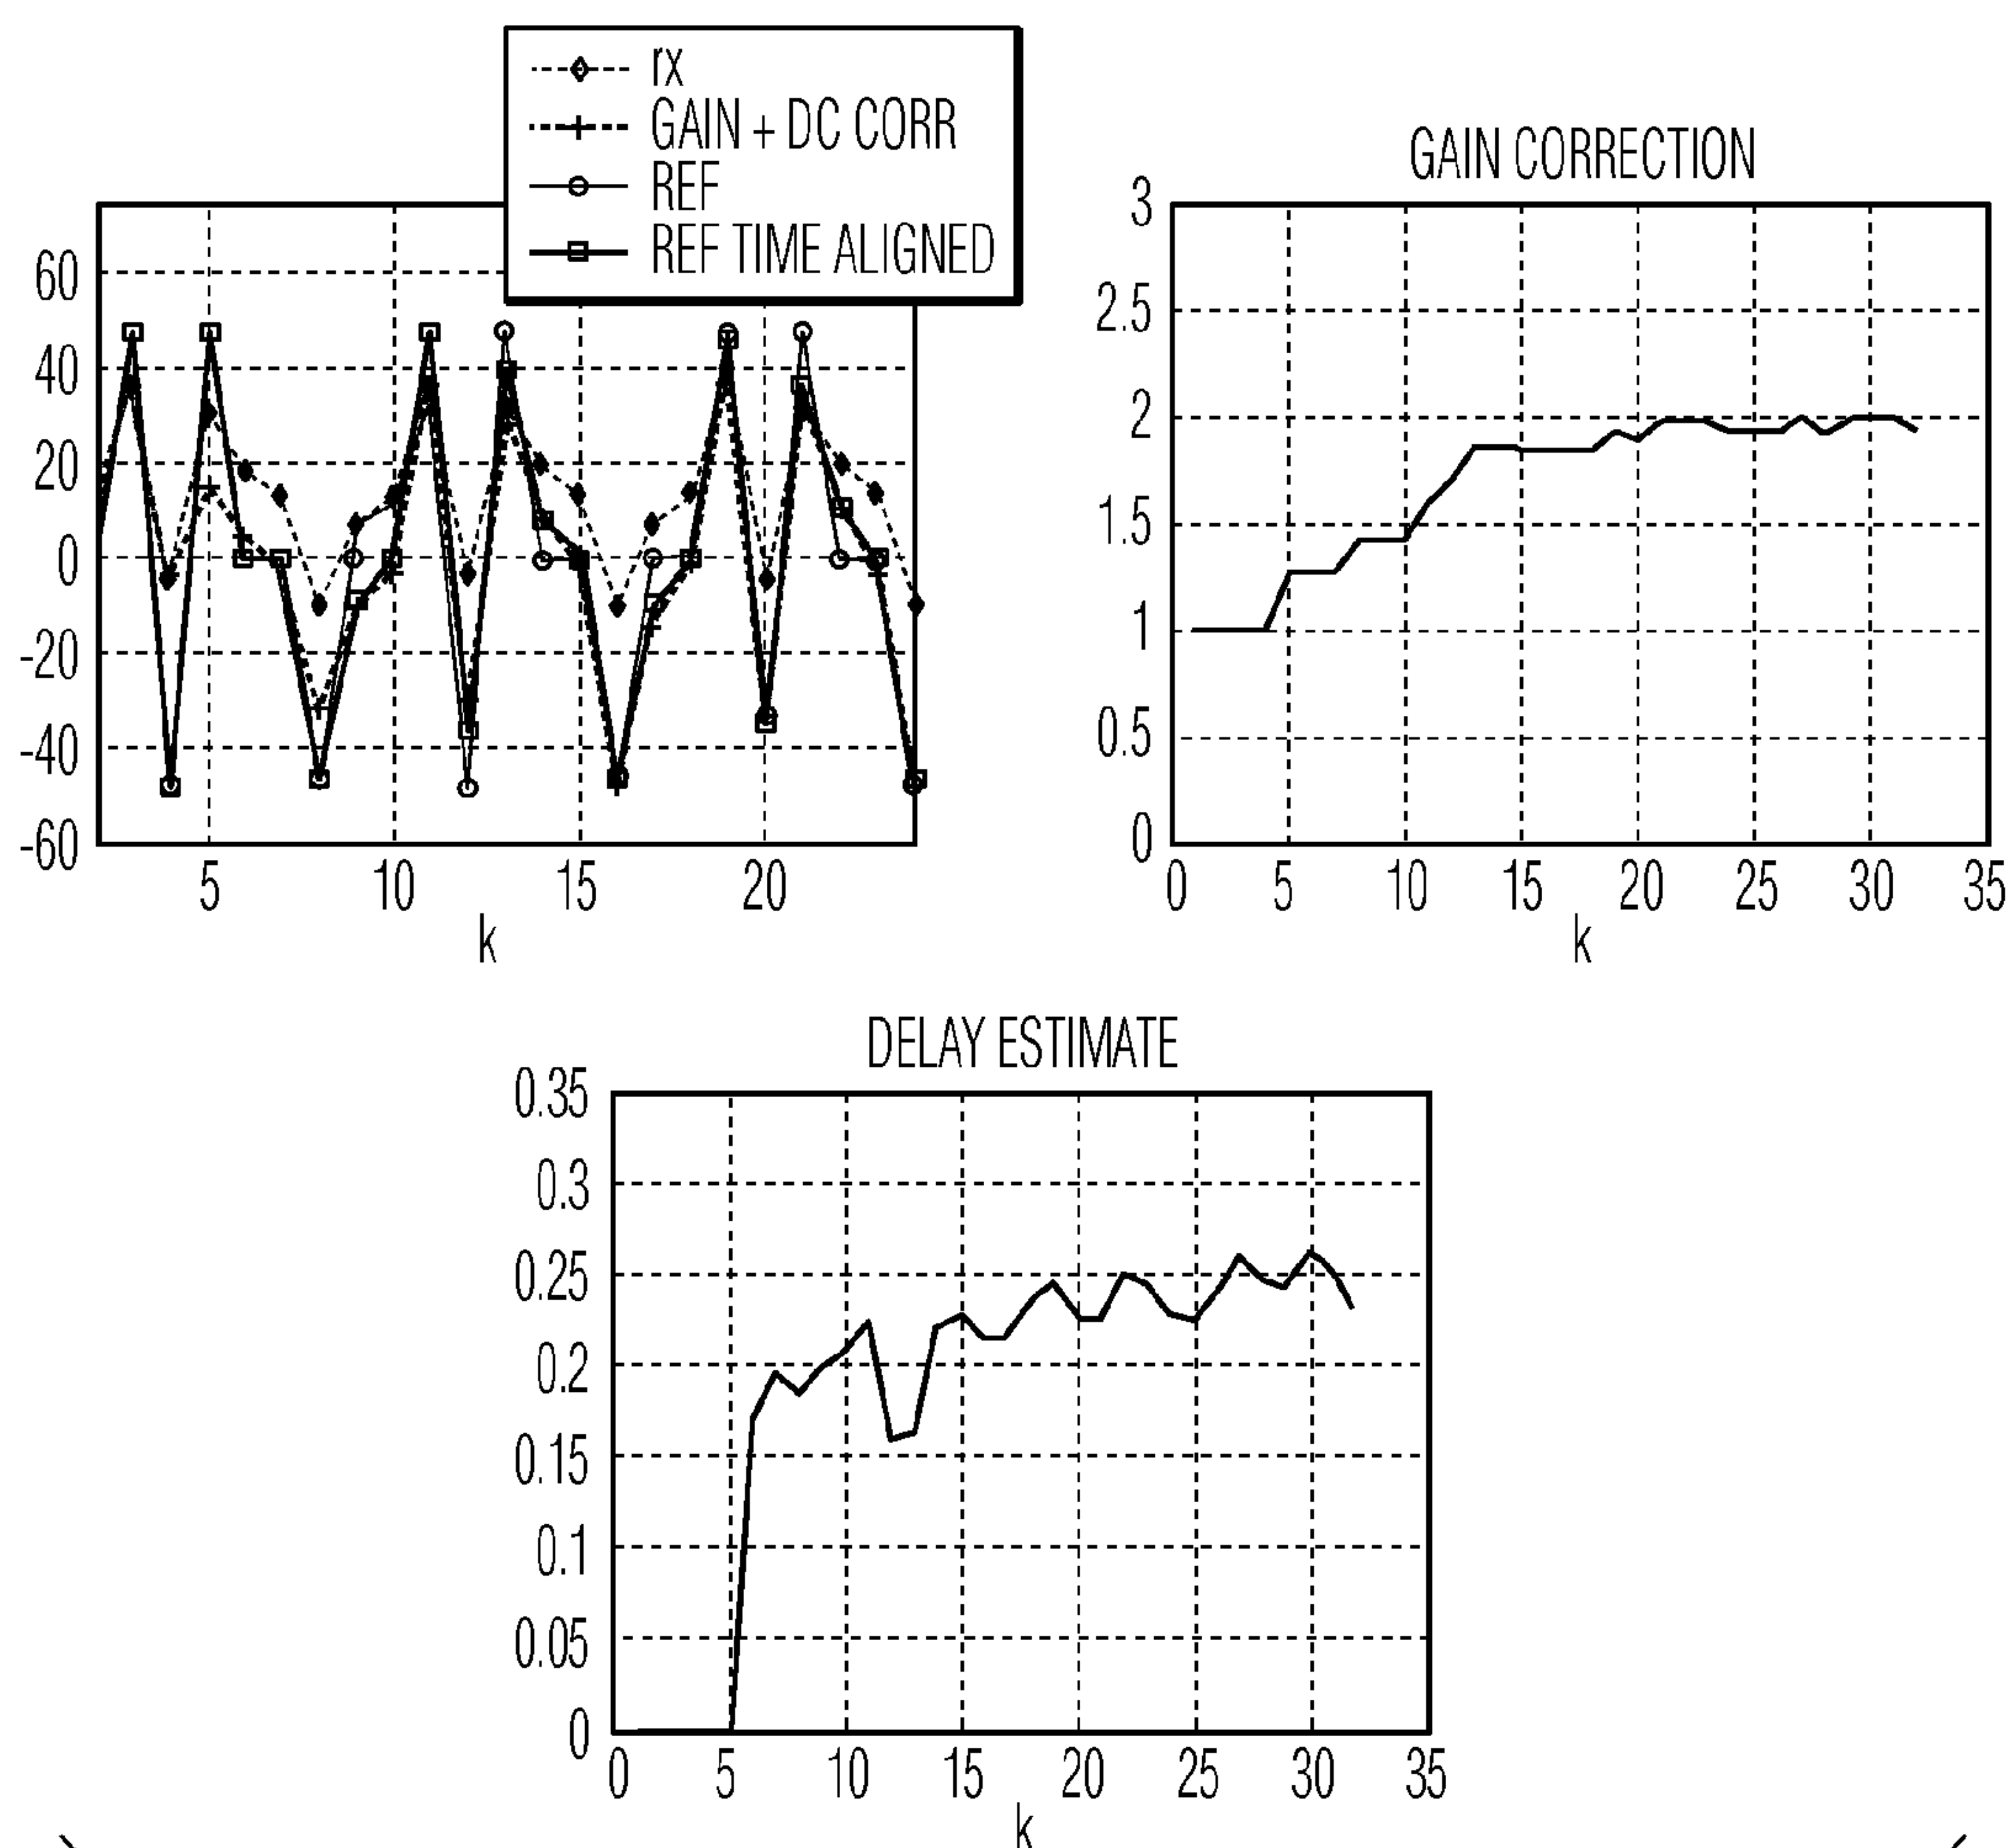 rx
GAIN + DC CORR
REF
REF TIME ALIGNED
60
40
20
0
-20
-40
-60
5 10 15 20
k
GAIN CORRECTION
3
2.5
2
1.5
1
0.5
0
0 5 10 15 20 25 30 35
k
DELAY ESTIMATE
0.35
0.3
0.25
0.2
0.15
0.1
0.05
0
0 5 10 15 20 25 30 35
k